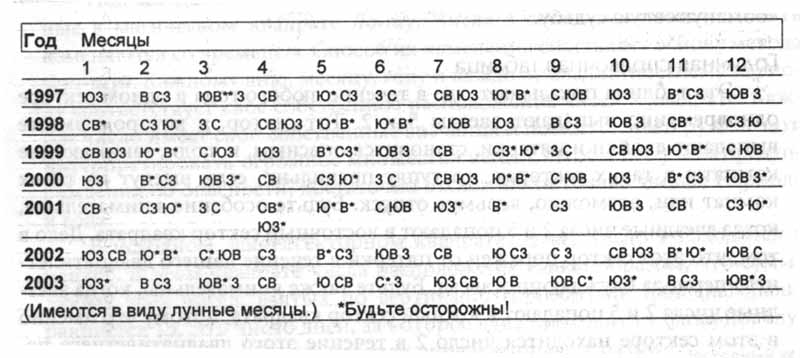 Год Месяцы
1 2 3 4 5 6 7 8 9 10 11 12
1997 ЮЗ В СЗ ЮВ* З СВ Ю* СЗ С СВ ЮЗ Ю* В* С ЮВ ЮЗ В* СЗ ЮВ З
1998 СВ* СЗ Ю* З С СВ ЮЗ Ю* В* Ю* В* С ЮВ ЮЗ В СЗ ЮВ З СВ* СЗ Ю
1999 СВ ЮЗ Ю* В* С ЮЗ ЮЗ В* СЗ ЮВ* З СВ СЗ* Ю* З С СВ ЮЗ Ю* В* С ЮВ
2000 ЮЗ В* СЗ ЮВ З* СВ СЗ Ю* З С СВ ЮЗ Ю В* С ЮВ ЮЗ В* СЗ ЮВ З*
2001 СВ СЗ Ю* З С СВ* Ю* В* С ЮВ ЮЗ* В* СЗ ЮВ З СВ СЗ Ю*
ЮЗ*
2002 ЮЗ СВ Ю* В* С* ЮВ СЗ В* СЗ ЮВ З СВ Ю СЗ С З СВ ЮЗ В* Ю* ЮВ С
2003 ЮЗ* В СЗ ЮВ* З СВ Ю СВ С* З ЮЗ СВ Ю В ЮВ С* ЮЗ* В СЗ ЮВ* З
(Имеются в виду лунные месяцы.) *Будьте осторожны!